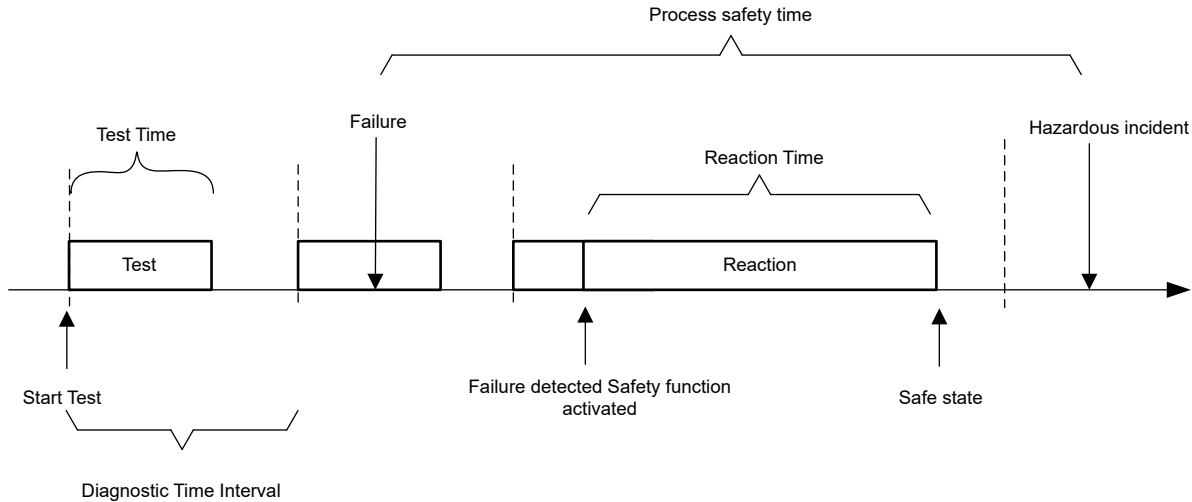 Process safety time
Failure
Hazardous incident
Test Time
Reaction Time
Test
Reaction
Failure detected Safety function
activated
Start Test
Safe state
Diagnostic Time Interval